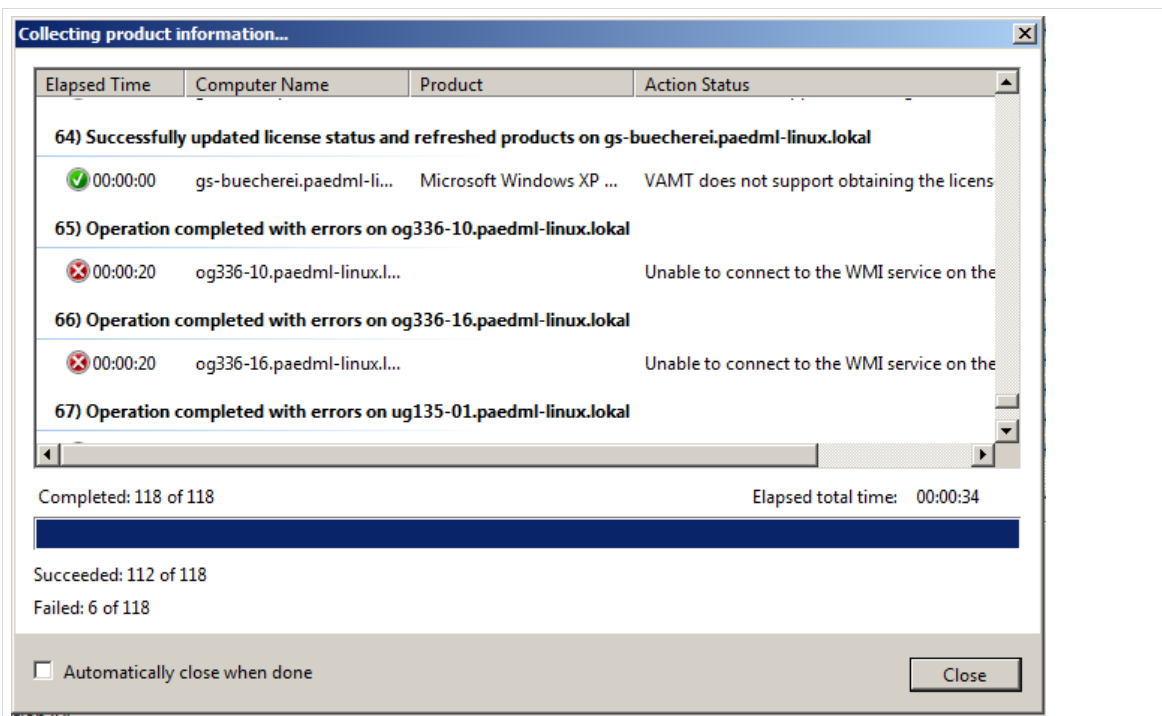 Collecting product information...
Elapsed Time Computer Name Product Action Status
64) Successfully updated license status and refreshed products on gs-buecherei.paedml-linux.lokal
00:00:00 gs-buecherei.paedml-li... Microsoft Windows XP ... VAMT does not support obtaining the licens
65) Operation completed with errors on og336-10.paedml-linux.lokal
00:00:20 og336-10.paedml-linux.l... Unable to connect to the WMI service on the
66) Operation completed with errors on og336-16.paedml-linux.lokal
00:00:20 og336-16.paedml-linux.l... Unable to connect to the WMI service on the
67) Operation completed with errors on ug135-01.paedml-linux.lokal
Completed: 118 of 118 Elapsed total time: 00:00:34
Succeeded: 112 of 118
Failed: 6 of 118
Automatically close when done Close